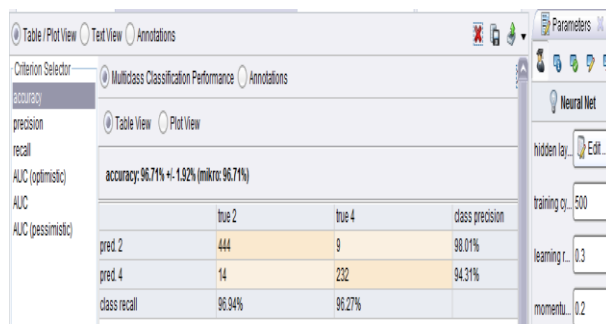 Table / Plot View Text View Annotations
Criterion Selector
accuracy
precision
recall
AUC (optimistic)
AUC
AUC (pessimistic)
Multiclass Classification Performance Annotations
Table View Plot View
accuracy: 96.71% +/- 1.92% (mikro: 96.71%)
true 2 true 4 class precision
pred. 2 444 9 98.01%
pred. 4 14 232 94.31%
class recall 96.94% 96.27%
Parameters
Neural Net
hidden lay... Edit...
training cy... 500
learning r... 0.3
momentu... 0.2